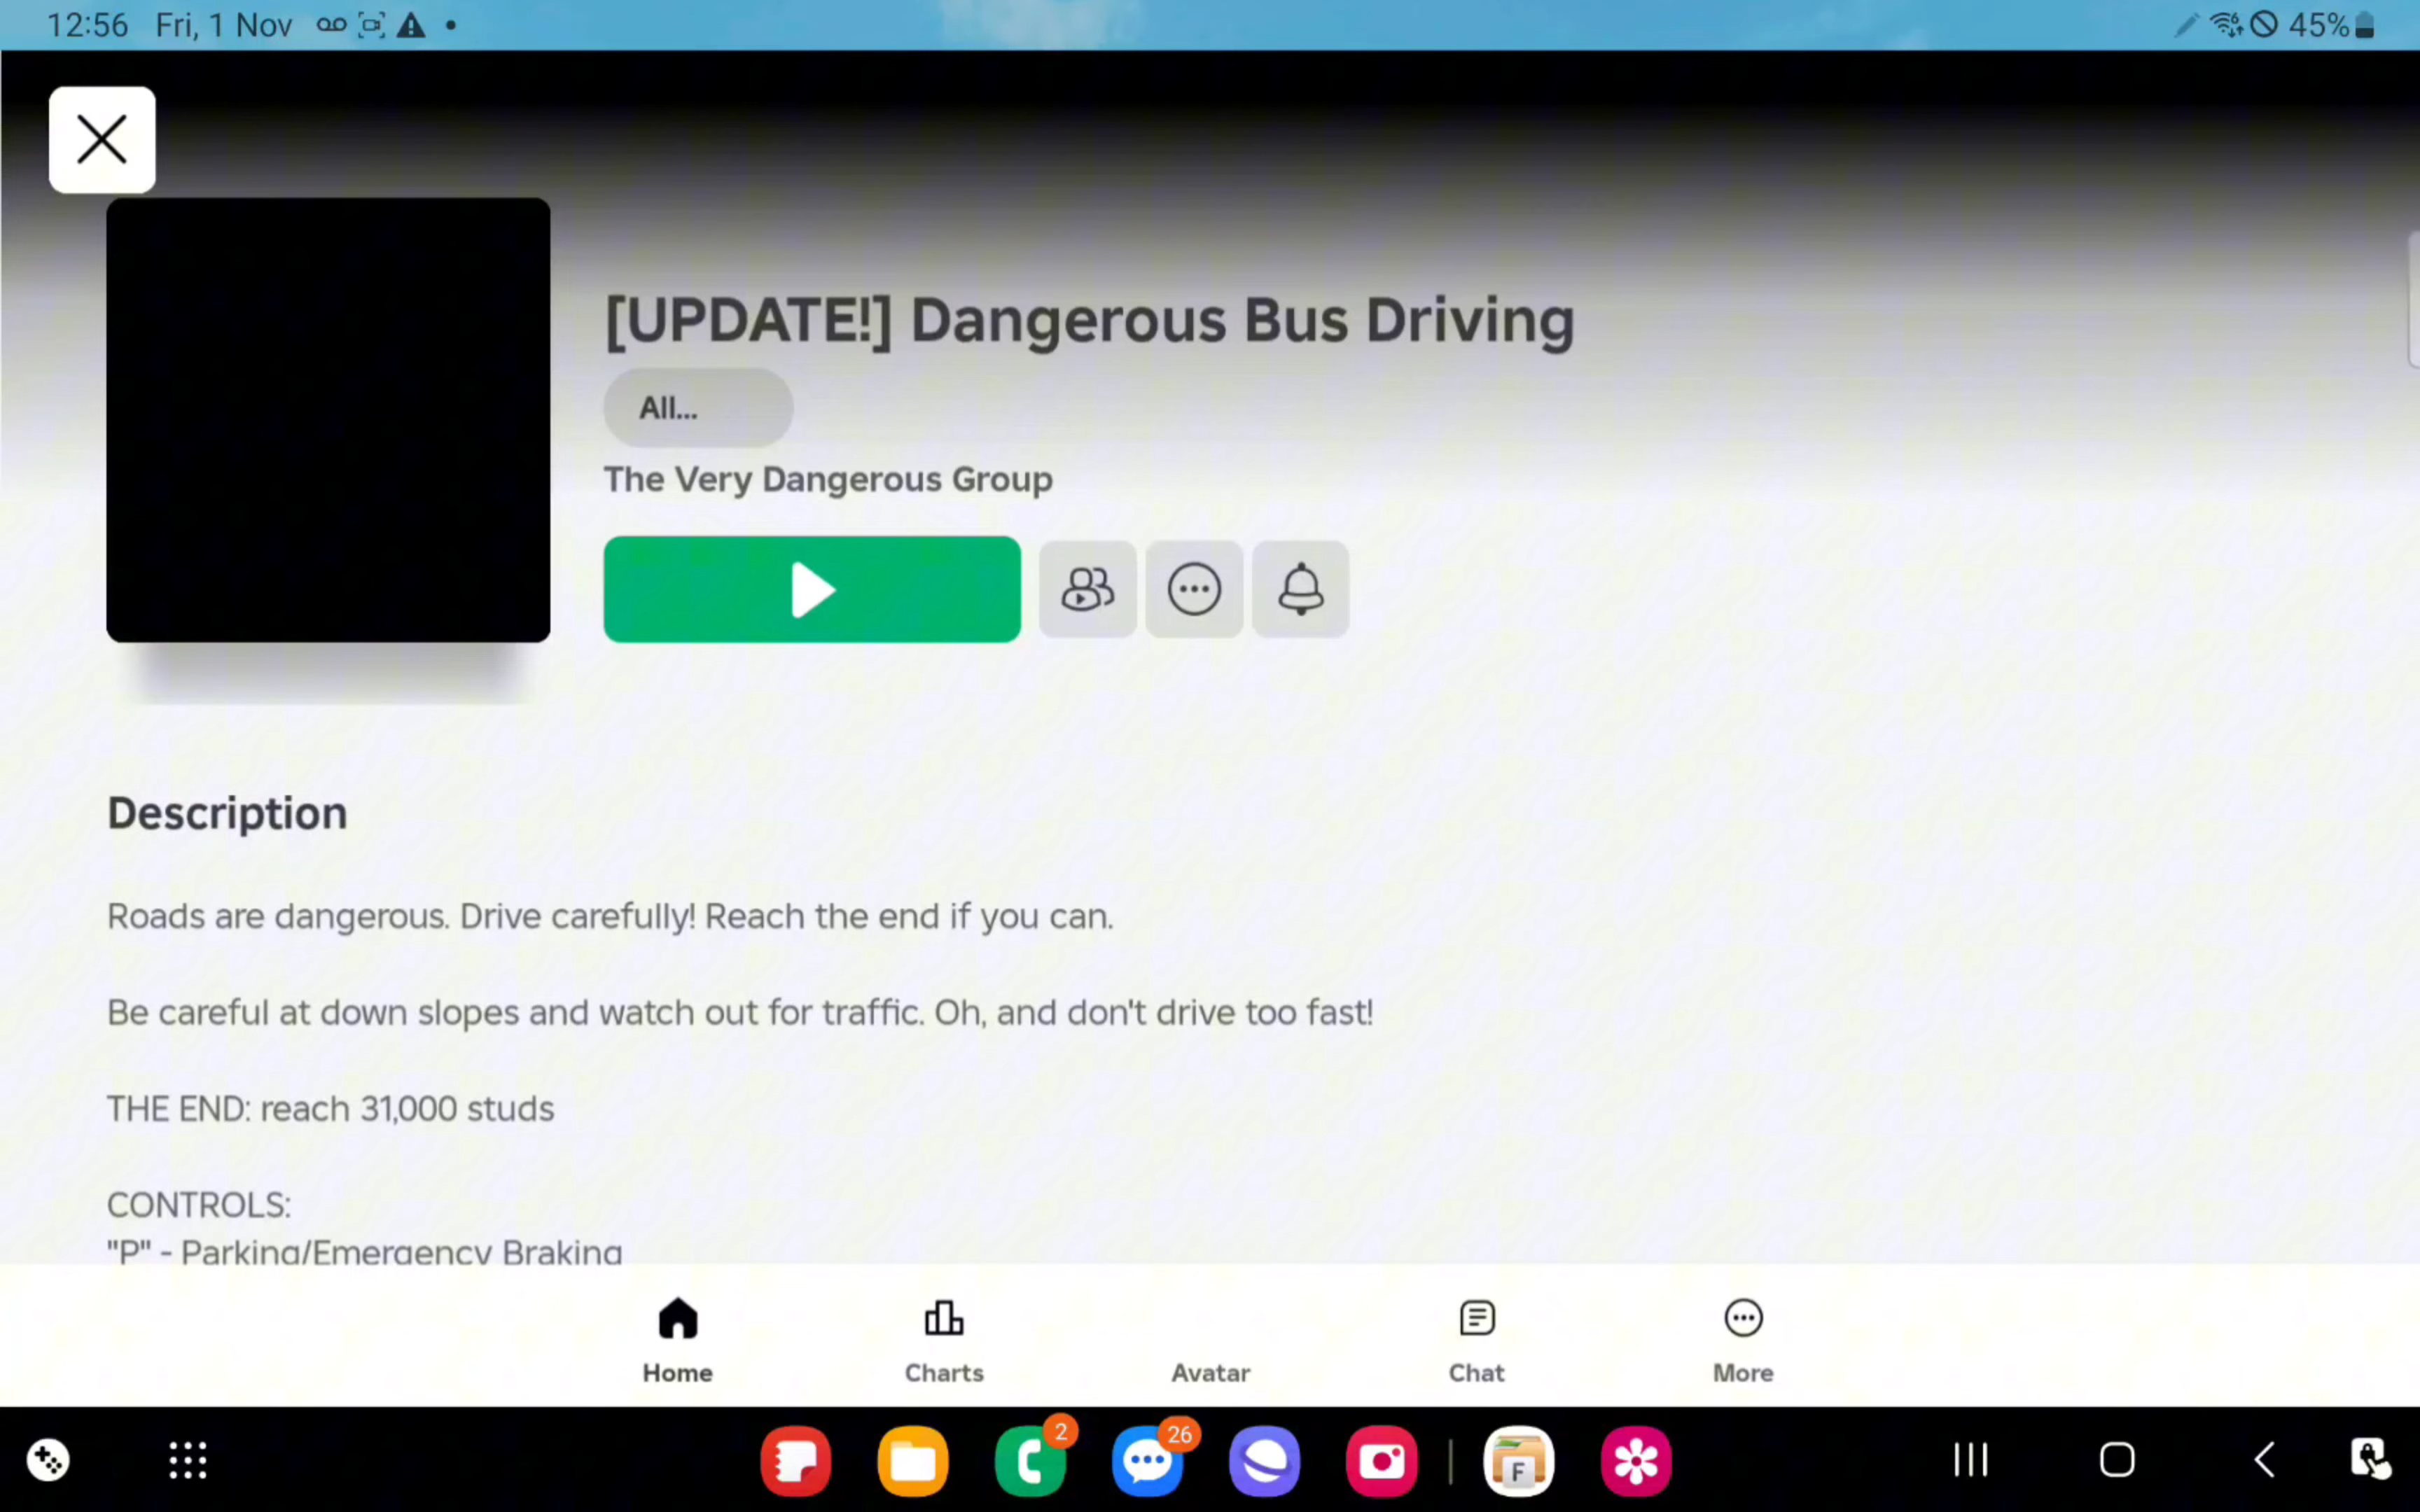 12:56 Fri, 1 Nov
45%
[UPDATE!] Dangerous Bus Driving
All...
The Very Dangerous Group
Description
Roads are dangerous. Drive carefully! Reach the end if you can.
Be careful at down slopes and watch out for traffic. Oh, and don't drive too fast!
THE END: reach 31,000 studs
CONTROLS:
"P" - Parking/Emergency Braking
Home Charts Avatar Chat More
2 26
F